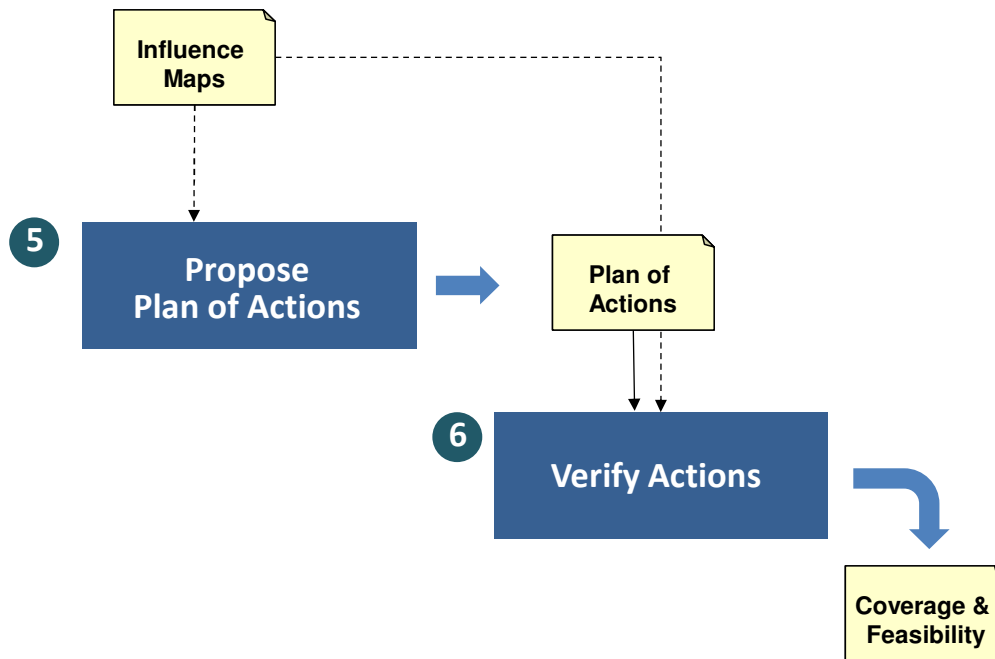 Influence
Maps
5
Propose
Plan of Actions
Plan of
Actions
6
Verify Actions
Coverage &
Feasibility